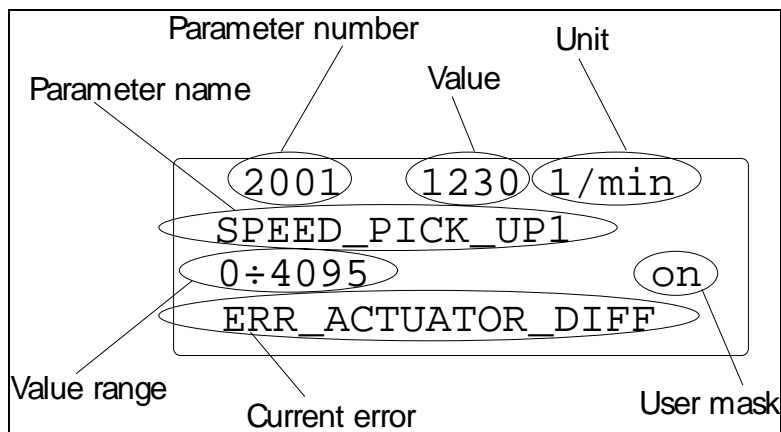 Parameter number
Unit
Value
Parameter name
2001 1230 1/min
SPEED_PICK_UP1
0÷4095 on
ERR_ACTUATOR_DIFF
Value range
Current error
User mask